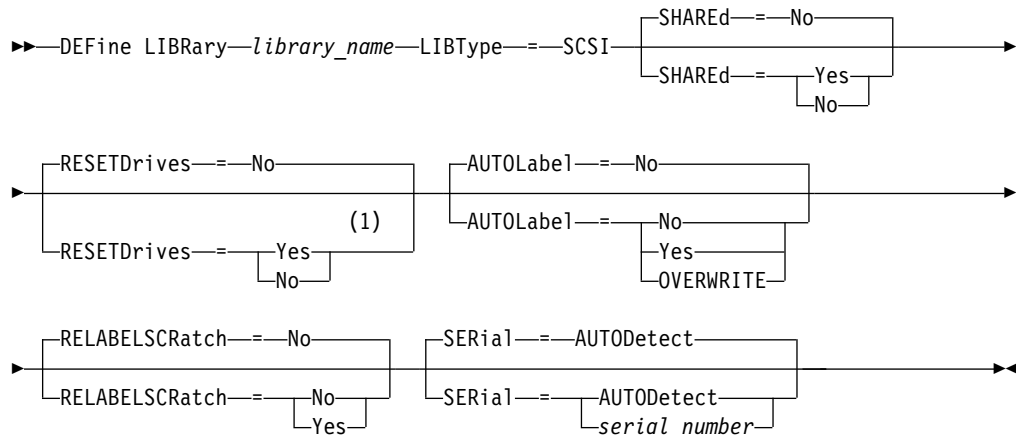 SHAREd = No
DEFine LIBRary library_name LIBType = SCSI
SHAREd = Yes
No
RESETDrives = No AUTOLabel = No
(1)
RESETDrives = Yes AUTOLabel = No
No Yes
OVERWRITE
RELABELSCRatch = No SERial = AUTODetect
RELABELSCRatch = No SERial = AUTODetect
Yes serial number